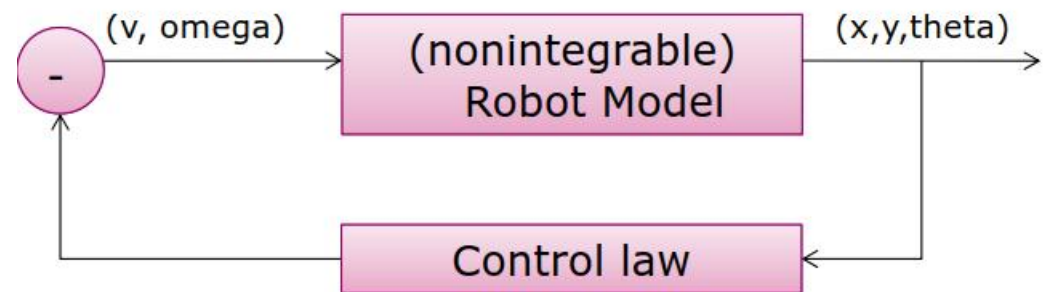 (v, omega)
(nonintegrable)
Robot Model
(x,y,theta)
-
Control law